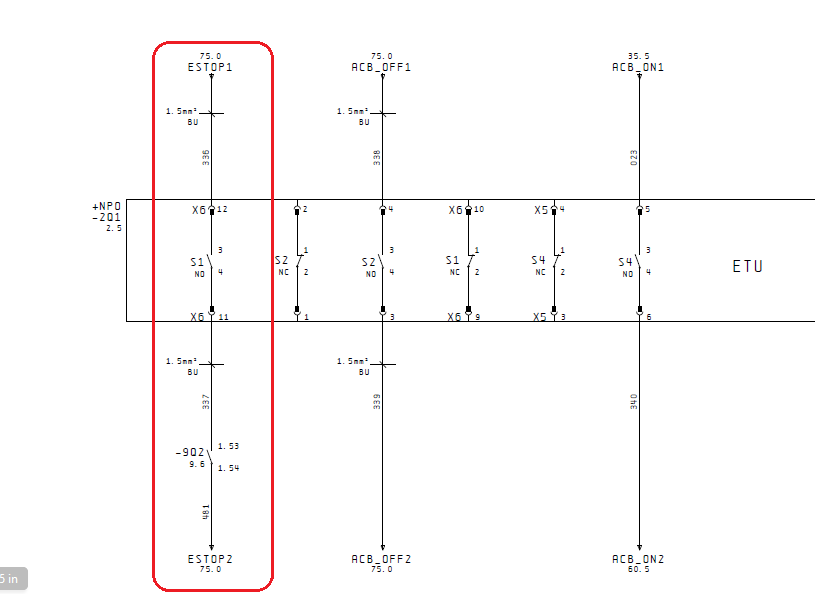 75.0 75.0 35.5
ESTOP1 ACB_OFF1 ACB_ON1
1.5mm² 1.5mm²
BU BU
336 338 023
+NP0
-2Q1
2.5
X6 12 2 4 X6 10 X5 4 5
3 1 3 1 1 3
S1 S2 S2 S1 S4 S4 ETU
NO 4 NC 2 NO 4 NC 2 NC 2 NO 4
X6 11 1 3 X6 9 X5 3 6
1.5mm² 1.5mm²
BU BU
337 339 340
-9Q2 1.53
9.6 1.54
481
ESTOP2 ACB_OFF2 ACB_ON2
75.0 75.0 60.5